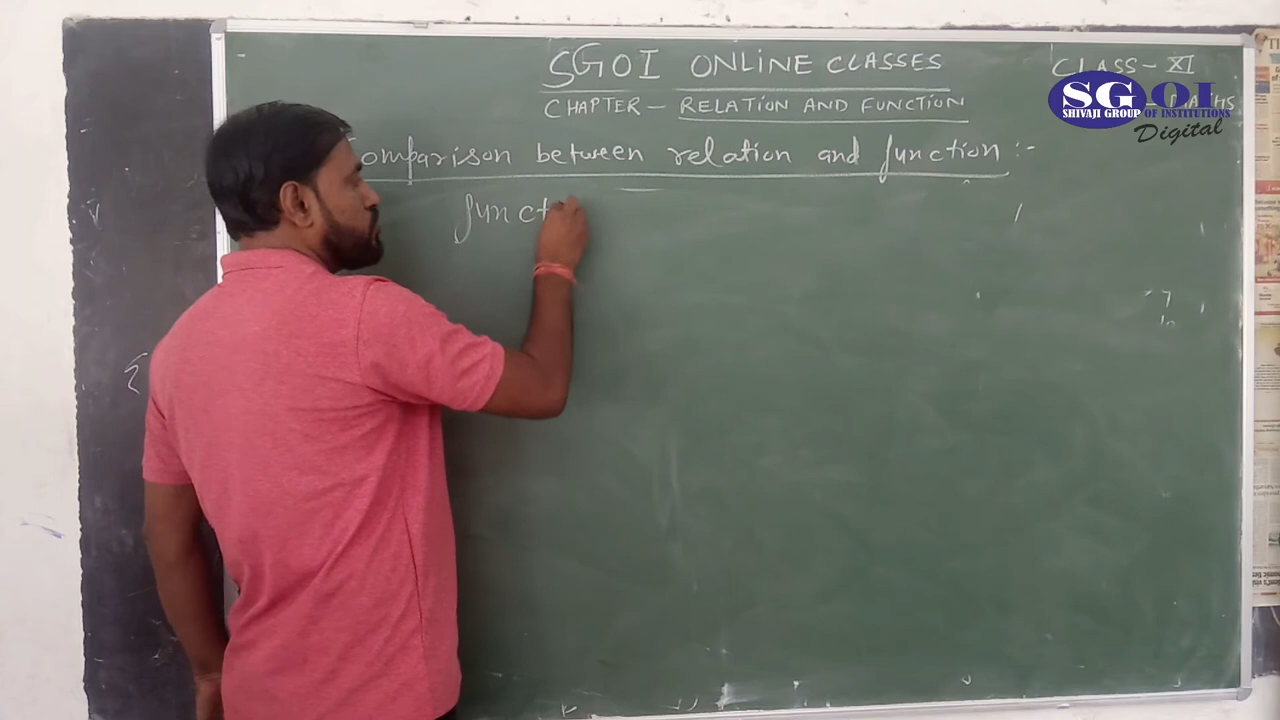 SGOI ONLINE CLASSES
CLASS - XI
CHAPTER - RELATION AND FUNCTION
SGOI
SHIVAJI GROUP OF INSTITUTIONS
Digital
Comparison between relation and function :-
funct